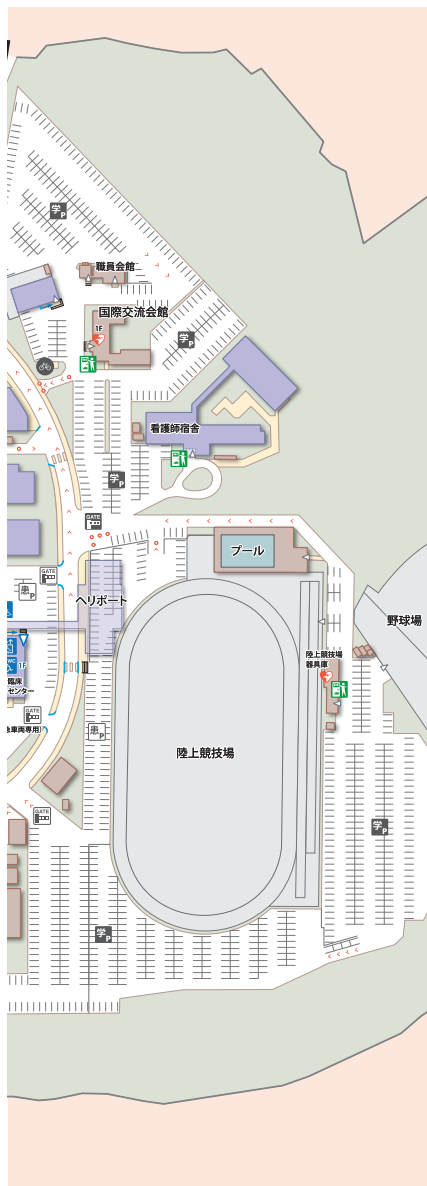 学P
職員会館
国際交流会館
1F
学P
看護師宿舎
学P
GATE
プール
GATE
患P
ヘリポート
野球場
WC
1F
陸上競技場
器具庫
臨床
センター
GATE
急車両専用)
患P
陸上競技場
GATE
学P
学P